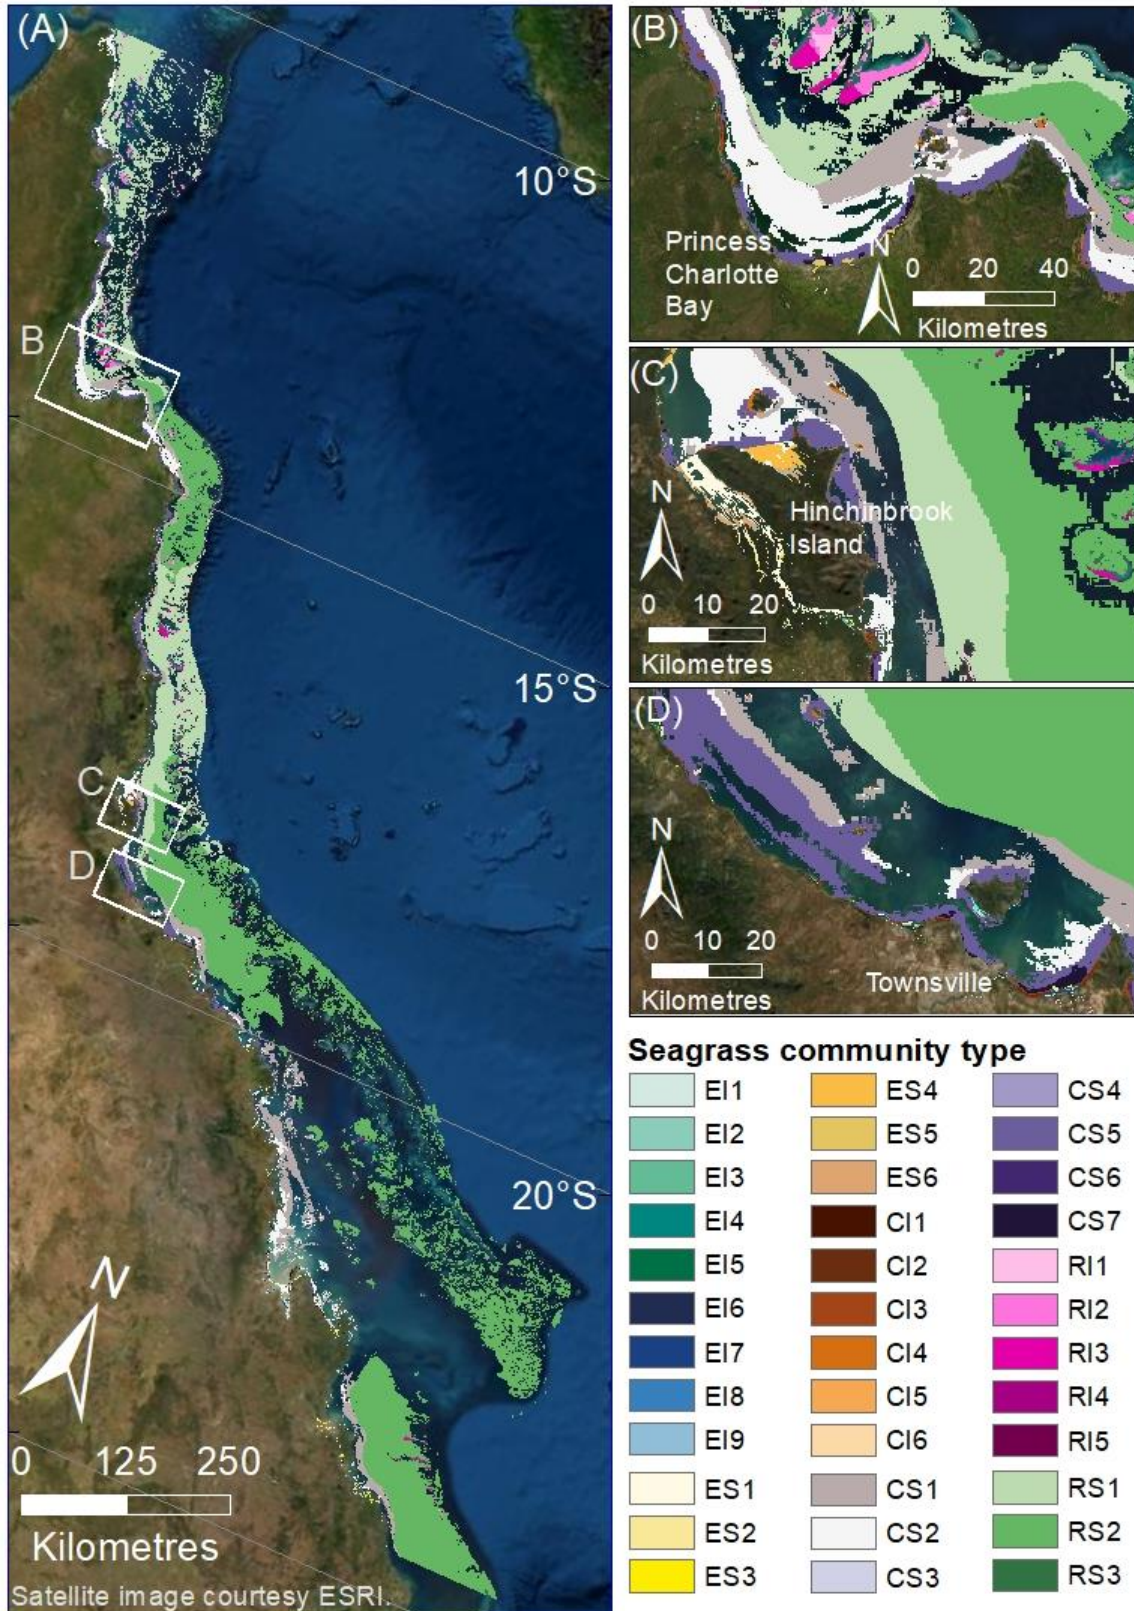 (A)
10°S
B
15°S
C
D
20°S
N
0 125 250
Kilometres
Satellite image courtesy ESRI.
(B)
Princess
Charlotte
Bay
N
0 20 40
Kilometres
(C)
N
Hinchinbrook
Island
0 10 20
Kilometres
(D)
N
0 10 20
Kilometres
Townsville
Seagrass community type
EI1
EI2
EI3
EI4
EI5
EI6
EI7
EI8
EI9
ES1
ES2
ES3
ES4
ES5
ES6
CI1
CI2
CI3
CI4
CI5
CI6
CS1
CS2
CS3
CS4
CS5
CS6
CS7
RI1
RI2
RI3
RI4
RI5
RS1
RS2
RS3